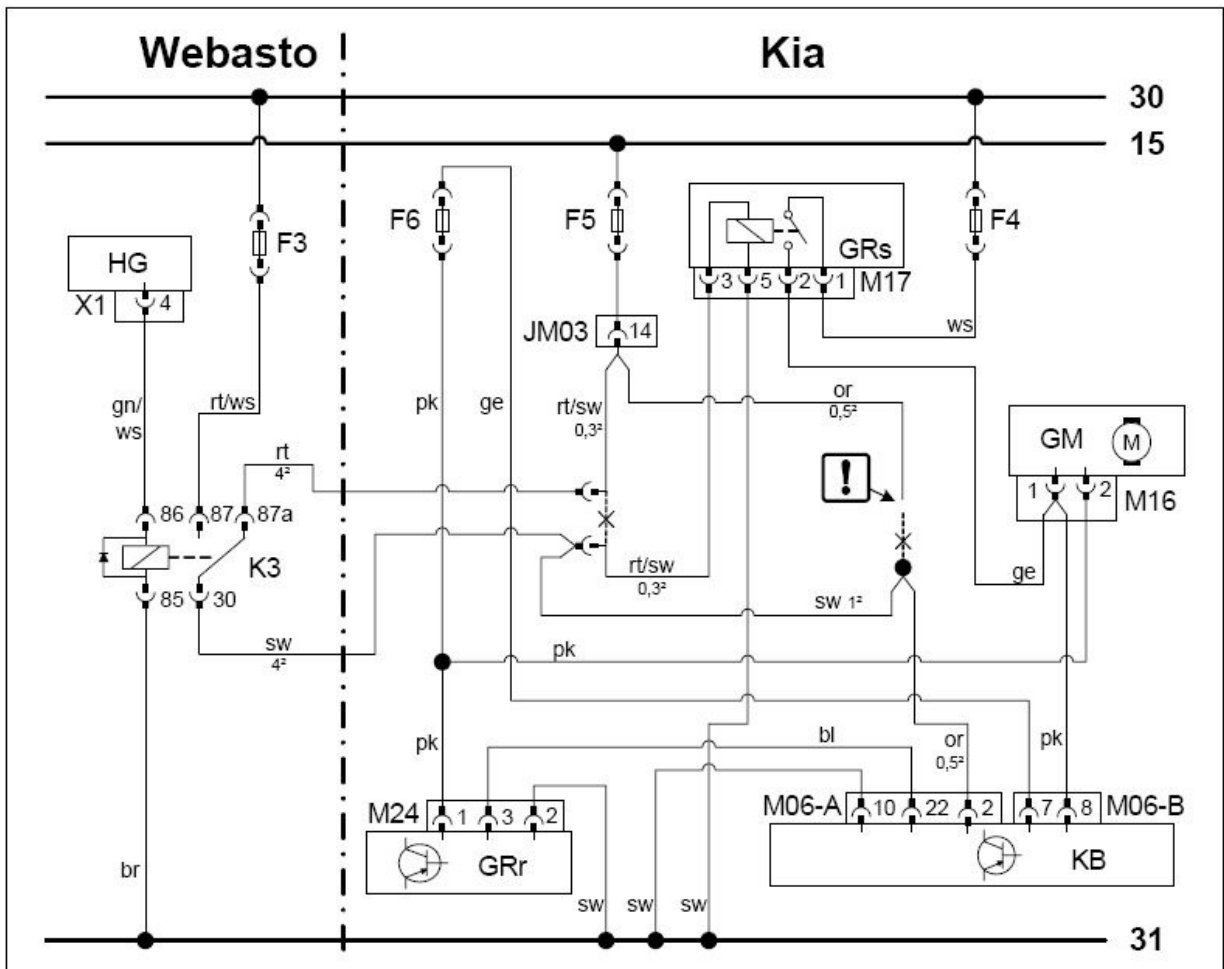 Webasto
Kia
30
15
F6
F5
GRs
F4
F3
HG
X1 4
3 5 2 1 M17
JM03 14
ws
gn/
ws
rt/ws
pk
ge
rt/sw
0,3²
or
0,5²
rt
4²
GM M
1 2
M16
!
86 87 87a
K3
85 30
rt/sw
0,3²
ge
sw 1²
sw
4²
pk
pk
bl
or
0,5²
pk
M24 1 3 2
M06-A 10 22 2 7 8 M06-B
GRr
KB
br
sw sw sw
31